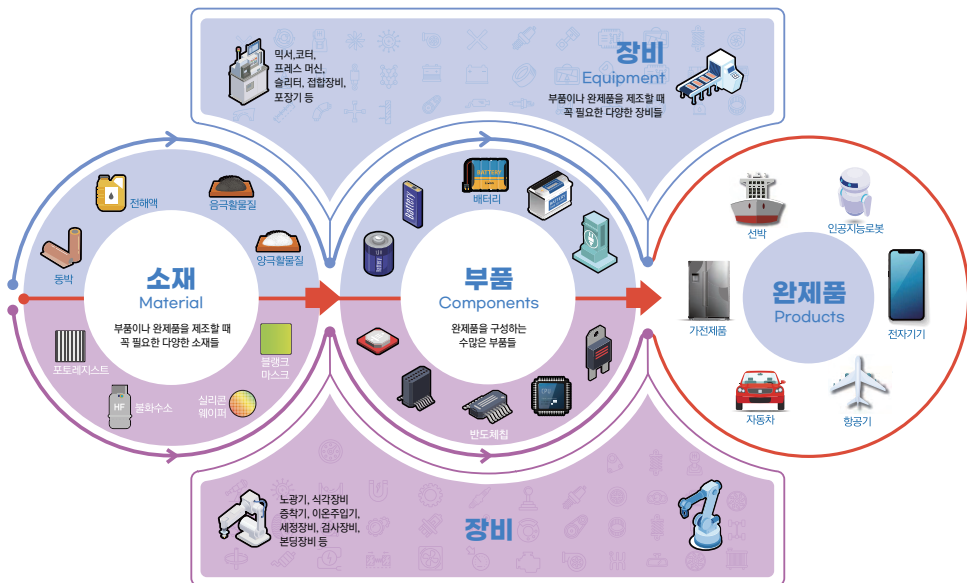 믹서,코터,
프레스 머신,
슬리터, 접합장비,
포장기 등
장비
Equipment
부품이나 완제품을 제조할 때
꼭 필요한 다양한 장비들
전해액
음극활물질
동박
양극활물질
소재
Material
부품이나 완제품을 제조할 때
꼭 필요한 다양한 소재들
포토레지스트
블랭크
마스크
HF
불화수소
실리콘
웨이퍼
Battery
BATTERY
배터리
부품
Components
완제품을 구성하는
수많은 부품들
CPU
반도체칩
선박
인공지능로봇
가전제품
완제품
Products
전자기기
자동차
항공기
노광기, 식각장비
증착기, 이온주입기,
세정장비, 검사장비,
본딩장비 등
장비